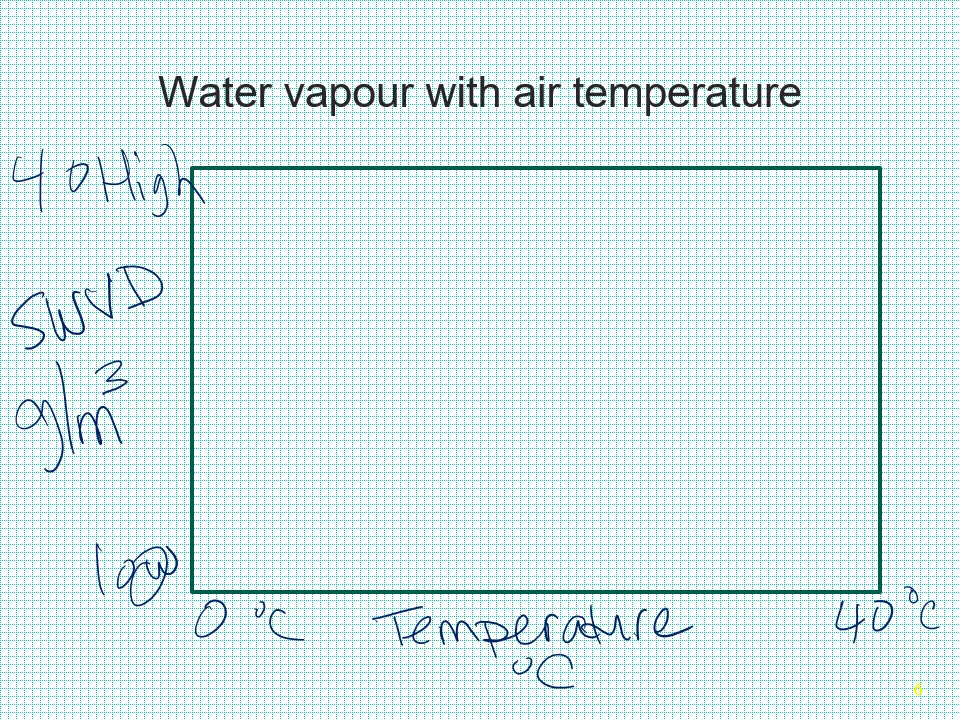 Water vapour with air temperature
40 High
SWVD
g/m³
low
0 °C
Temperature
°C
40 °C
6